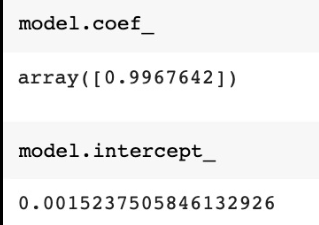 model.coef_
array([0.9967642])
model.intercept_
0.0015237505846132926